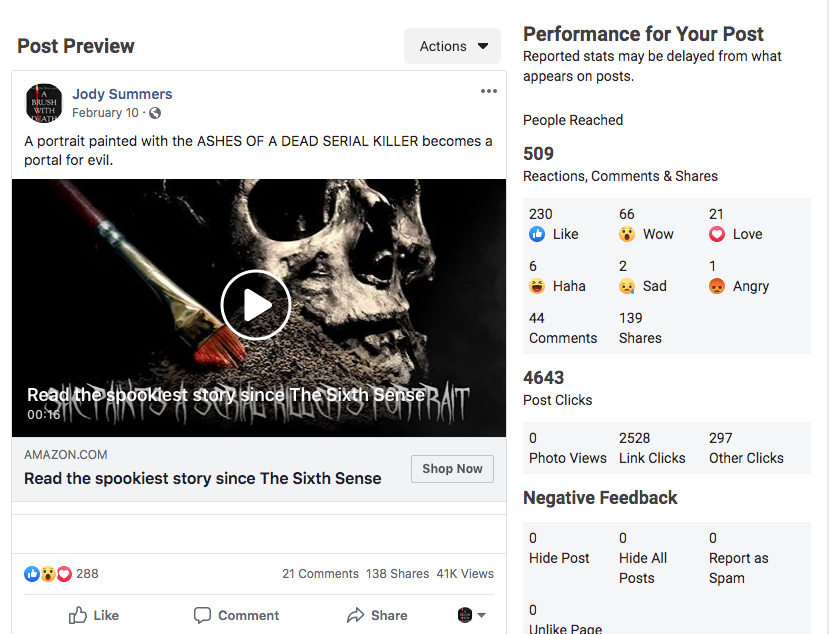 Post Preview
Actions
Jody Summers
February 10 ·
A BRUSH WITH DEATH
A portrait painted with the ASHES OF A DEAD SERIAL KILLER becomes a
portal for evil.
SHE PAINTS A SERIAL KILLER'S PORTRAIT
Read the spookiest story since The Sixth Sense
00:16
AMAZON.COM
Read the spookiest story since The Sixth Sense
Shop Now
288
21 Comments 138 Shares 41K Views
Like Comment Share
Performance for Your Post
Reported stats may be delayed from what
appears on posts.
People Reached
509
Reactions, Comments & Shares
230 66 21
Like Wow Love
6 2 1
Haha Sad Angry
44 139
Comments Shares
4643
Post Clicks
0 2528 297
Photo Views Link Clicks Other Clicks
Negative Feedback
0 0 0
Hide Post Hide All Report as
Posts Spam
0
Unlike Page